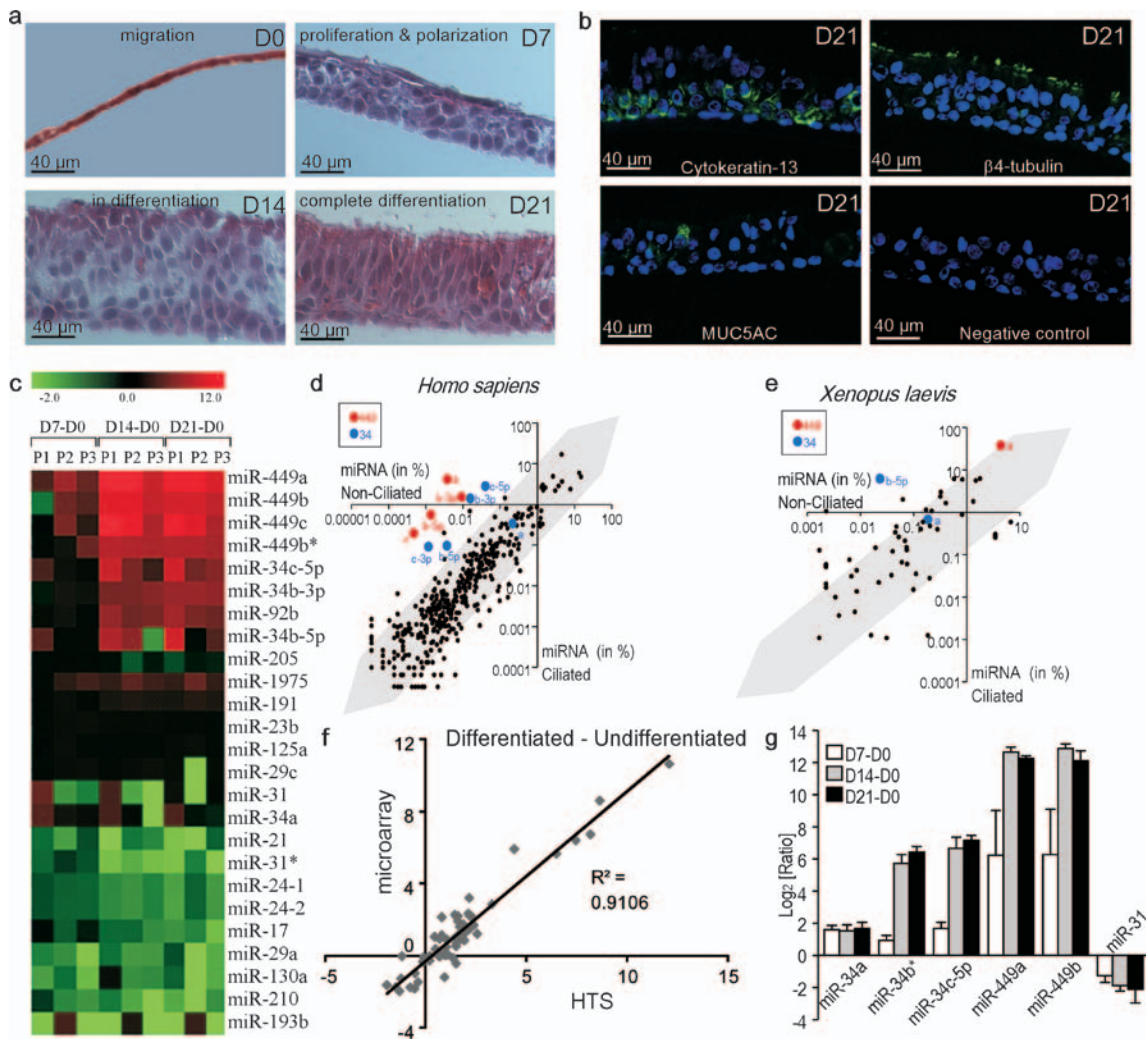 a
migration
D0
40 µm
proliferation & polarization
D7
40 µm
in differentiation
D14
40 µm
complete differentiation
D21
40 µm
b
D21
40 µm
Cytokeratin-13
D21
40 µm
β4-tubulin
D21
40 µm
MUC5AC
D21
40 µm
Negative control
c
-2.0 0.0 12.0
D7-D0 D14-D0 D21-D0
P1 P2 P3 P1 P2 P3 P1 P2 P3
miR-449a
miR-449b
miR-449c
miR-449b*
miR-34c-5p
miR-34b-3p
miR-92b
miR-34b-5p
miR-205
miR-1975
miR-191
miR-23b
miR-125a
miR-29c
miR-31
miR-34a
miR-21
miR-31*
miR-24-1
miR-24-2
miR-17
miR-29a
miR-130a
miR-210
miR-193b
d
Homo sapiens
449
34
miRNA (in %)
Non-Ciliated
100
10
0.00001 0.0001 0.01 10 100
c-5p
b-3p
c-3p
b-5p
a
0.01
0.001
0.0001
miRNA (in %)
Ciliated
e
Xenopus laevis
449
34
miRNA (in %)
Non-Ciliated
100
10
b-5p
a
0.001 0.01 0.1 10 100
a
0.1
0.01
0.001
0.0001
miRNA (in %)
Ciliated
f
Differentiated - Undifferentiated
microarray
12
8
4
0
-4
-5 5 10 15
HTS
R² =
0.9106
g
Log2 [Ratio]
14
12
10
8
6
4
2
0
-2
-4
D7-D0
D14-D0
D21-D0
miR-34a
miR-34b*
miR-34c-5p
miR-449a
miR-449b
miR-31